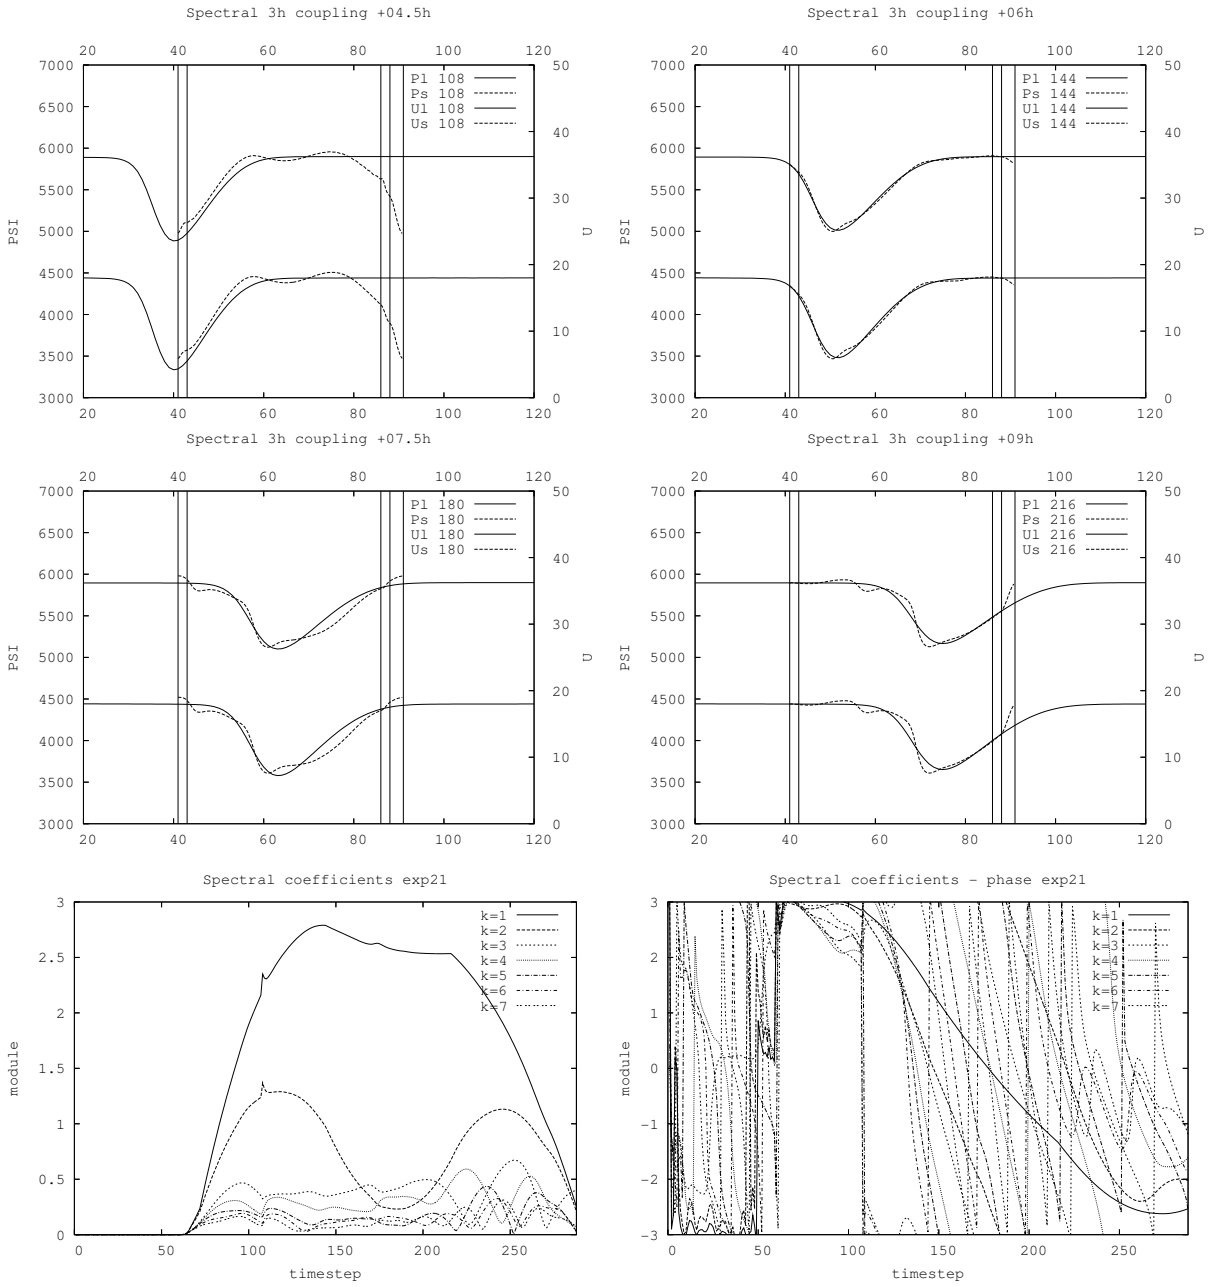 Spectral 3h coupling +04.5h
20 40 60 80 100 120
7000 6500 6000 5500 5000 4500 4000 3500 3000
PSI
50 40 30 20 10 0
U
Pl 108
Ps 108
Ul 108
Us 108
20 40 60 80 100 120
Spectral 3h coupling +06h
20 40 60 80 100 120
7000 6500 6000 5500 5000 4500 4000 3500 3000
PSI
50 40 30 20 10 0
U
Pl 144
Ps 144
Ul 144
Us 144
20 40 60 80 100 120
Spectral 3h coupling +07.5h
20 40 60 80 100 120
7000 6500 6000 5500 5000 4500 4000 3500 3000
PSI
50 40 30 20 10 0
U
Pl 180
Ps 180
Ul 180
Us 180
20 40 60 80 100 120
Spectral 3h coupling +09h
20 40 60 80 100 120
7000 6500 6000 5500 5000 4500 4000 3500 3000
PSI
50 40 30 20 10 0
U
Pl 216
Ps 216
Ul 216
Us 216
20 40 60 80 100 120
Spectral coefficients exp21
3 2.5 2 1.5 1 0.5 0
module
k=1
k=2
k=3
k=4
k=5
k=6
k=7
0 50 100 150 200 250
timestep
Spectral coefficients - phase exp21
3 2 1 0 -1 -2 -3
module
k=1
k=2
k=3
k=4
k=5
k=6
k=7
0 50 100 150 200 250
timestep